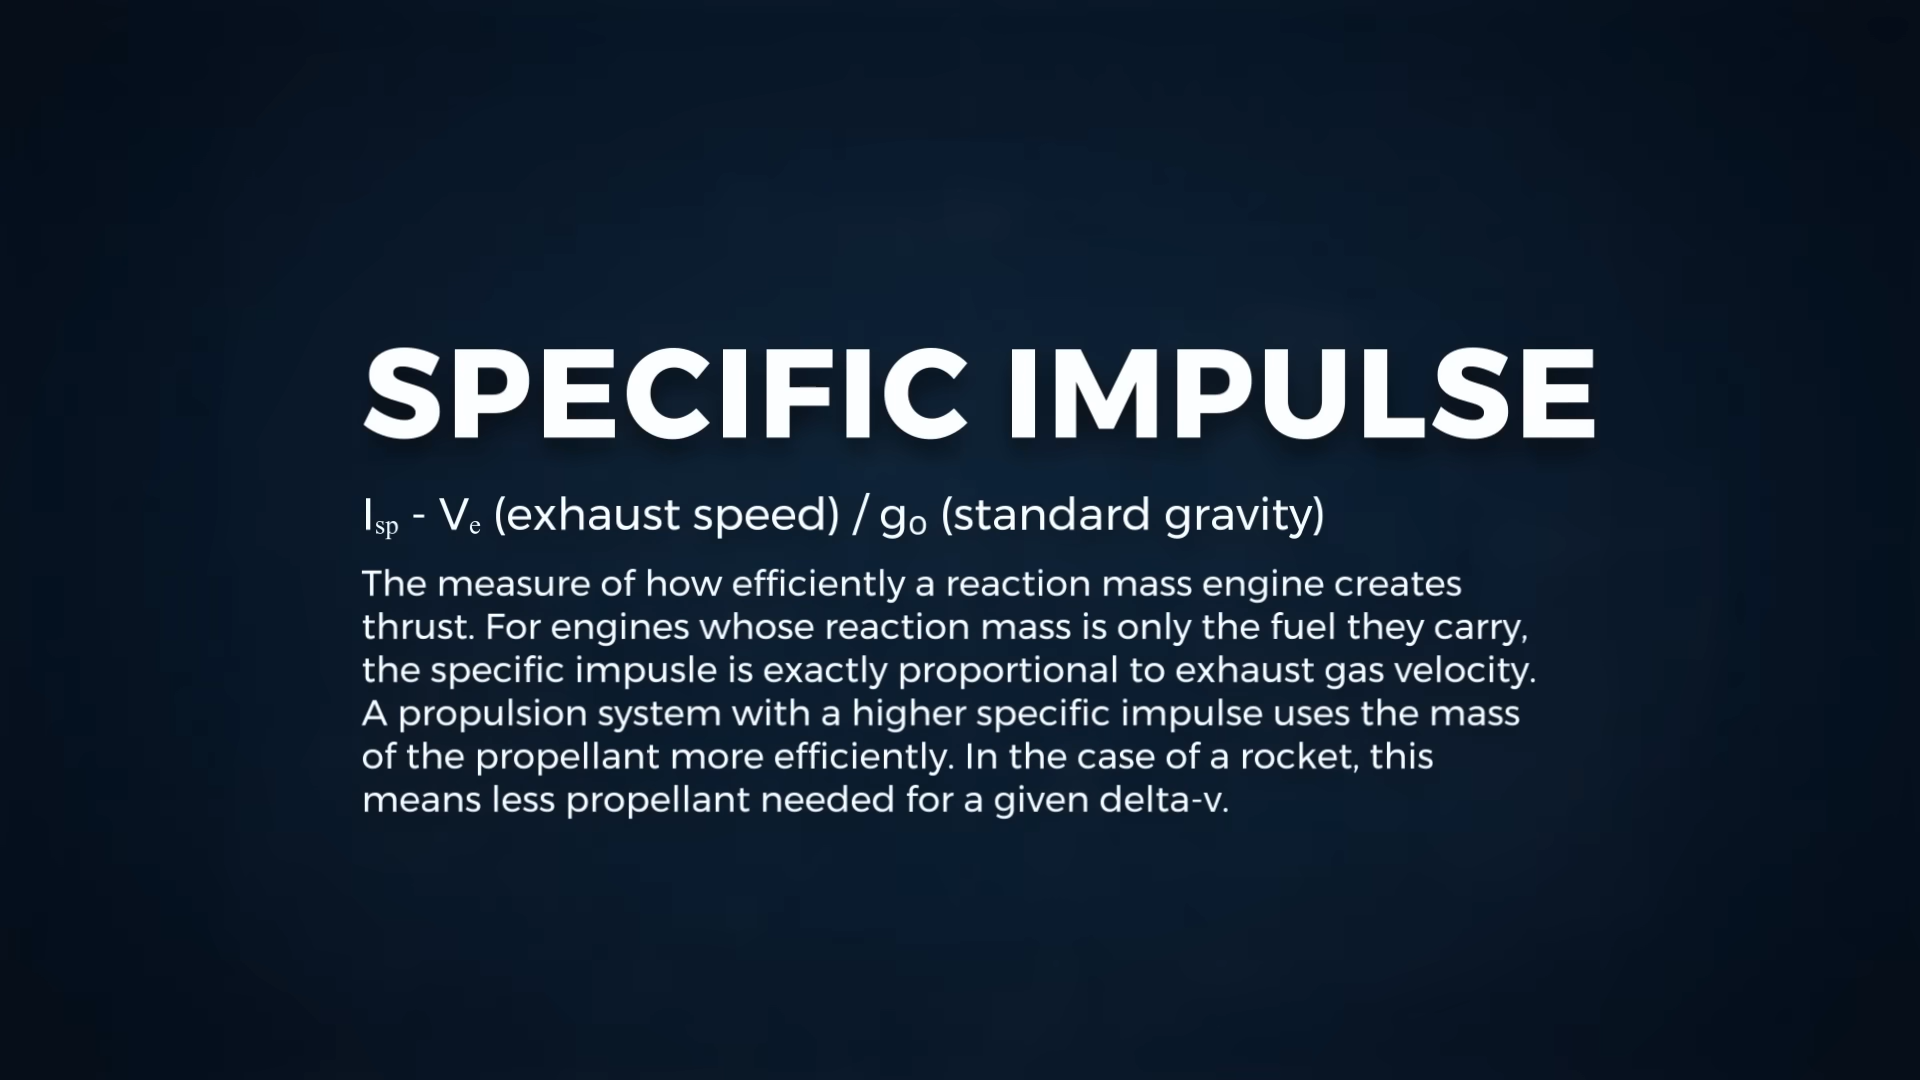 SPECIFIC IMPULSE
Isp - Ve (exhaust speed) / g0 (standard gravity)
The measure of how efficiently a reaction mass engine creates
thrust. For engines whose reaction mass is only the fuel they carry,
the specific impusle is exactly proportional to exhaust gas velocity.
A propulsion system with a higher specific impulse uses the mass
of the propellant more efficiently. In the case of a rocket, this
means less propellant needed for a given delta-v.